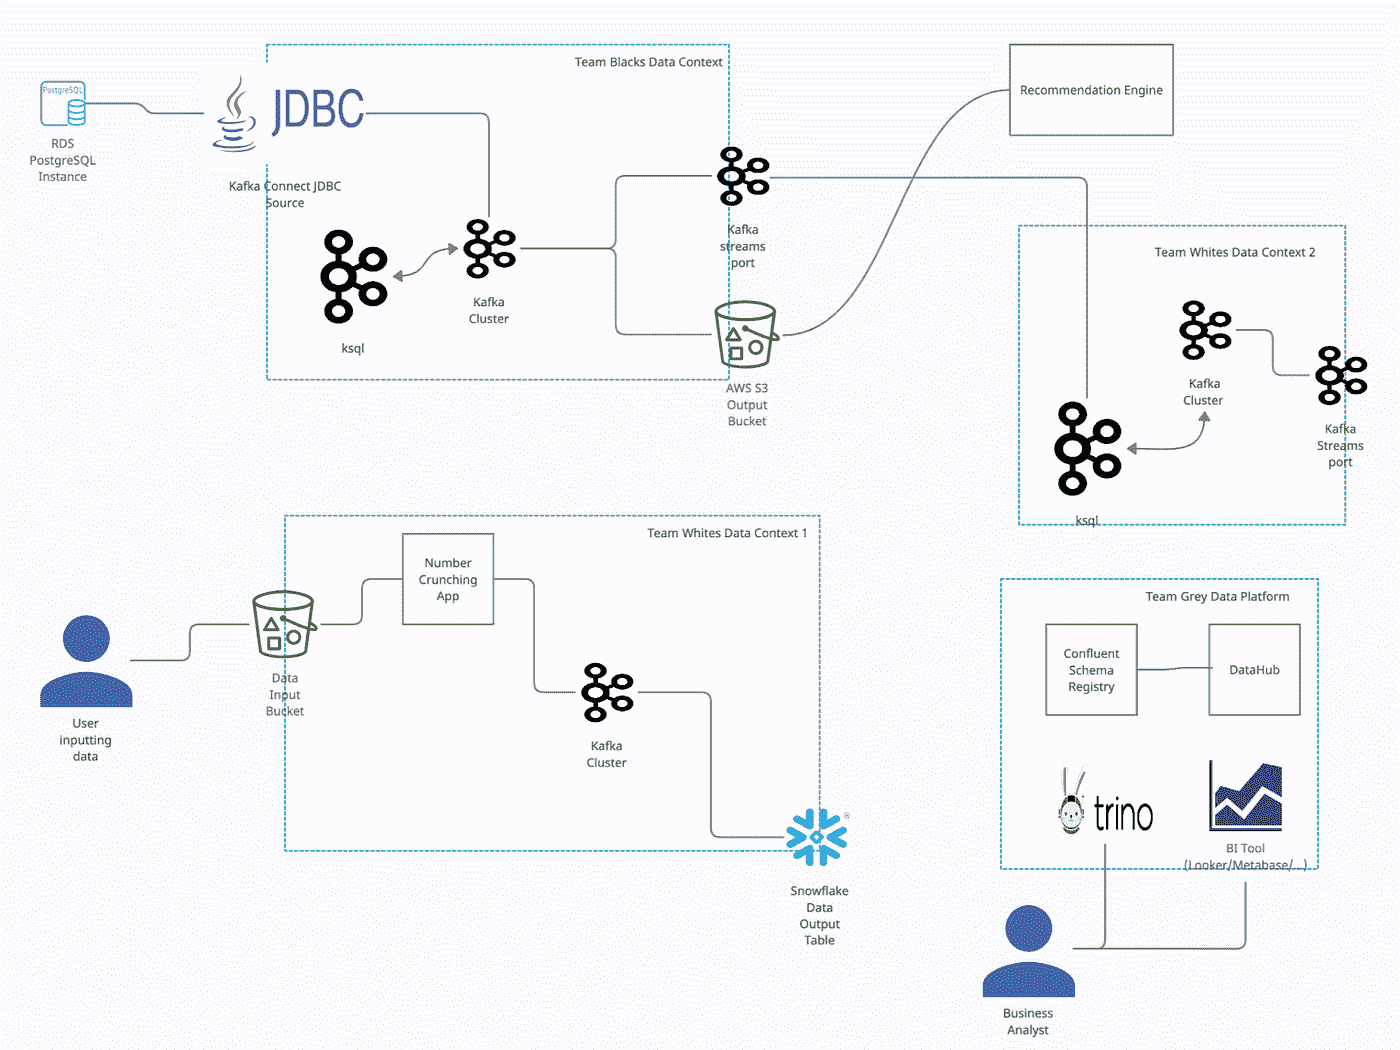 Team Blacks Data Context
PostgreSQL
JDBC
RDS
PostgreSQL
Instance
Kafka Connect JDBC
Source
Recommendation Engine
Kafka
streams
port
Kafka
Cluster
ksql
AWS S3
Output
Bucket
Team Whites Data Context 2
Kafka
Cluster
Kafka
Streams
port
ksql
Team Whites Data Context 1
Number
Crunching
App
Data
Input
Bucket
User
inputting
data
Kafka
Cluster
®
Snowflake
Data
Output
Table
Team Grey Data Platform
Confluent
Schema
Registry
DataHub
trino
BI Tool
(Looker/Metabase/...)
Business
Analyst